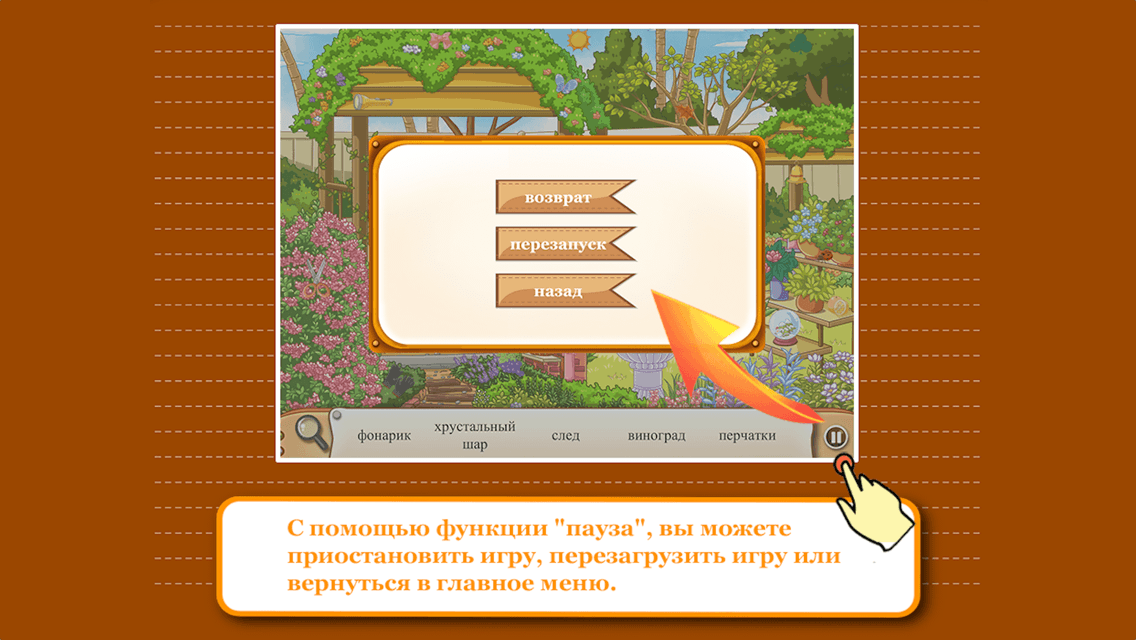 возврат
перезапуск
назад
фонарик
хрустальный
шар
след
виноград
перчатки
С помощью функции "пауза", вы можете
приостановить игру, перезагрузить игру или
вернуться в главное меню.